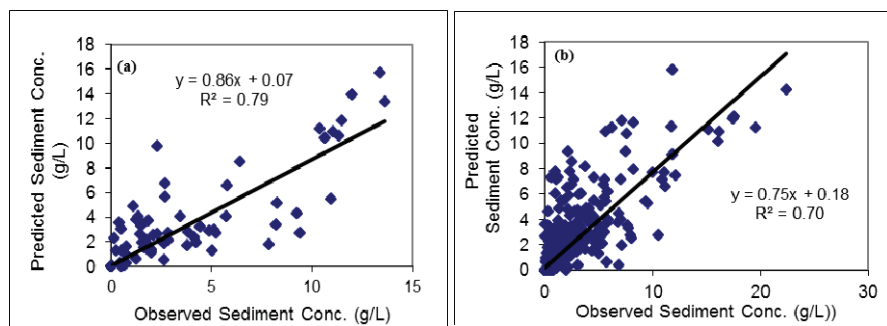 (a)
y = 0.86x + 0.07
R² = 0.79
Predicted Sediment Conc.
(g/L)
18
16
14
12
10
8
6
4
2
0
0
5
10
15
Observed Sediment Conc. (g/L)
(b)
y = 0.75x + 0.18
R² = 0.70
Predicted
Sediment Conc. (g/L)
18
16
14
12
10
8
6
4
2
0
0
10
20
30
Observed Sediment Conc. (g/L))